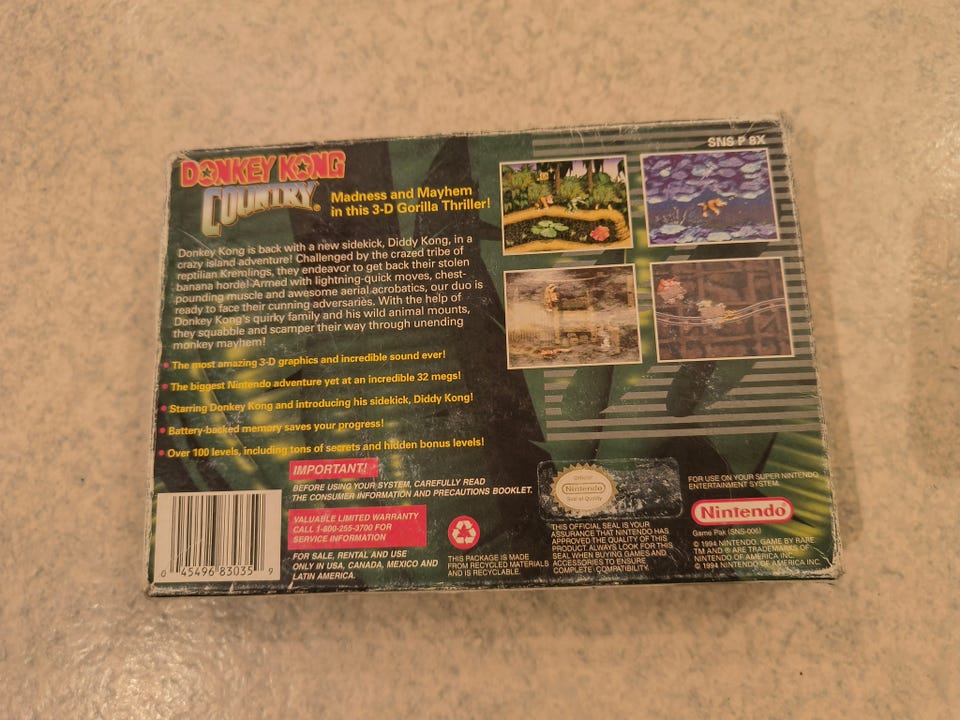 SNS P 8X
DONKEY KONG
COUNTRY®
Madness and Mayhem
in this 3-D Gorilla Thriller!
Donkey Kong is back with a new sidekick, Diddy Kong, in a
crazy island adventure! Challenged by the crazed tribe of
reptilian Kremlings, they endeavor to get back their stolen
banana horde! Armed with lightning-quick moves, chest-
pounding muscle and awesome aerial acrobatics, our duo is
ready to face their cunning adversaries. With the help of
Donkey Kong's quirky family and his wild animal mounts,
they squabble and scamper their way through unending
monkey mayhem!
• The most amazing 3-D graphics and incredible sound ever!
• The biggest Nintendo adventure yet at an incredible 32 megs!
• Starring Donkey Kong and introducing his sidekick, Diddy Kong!
• Battery-backed memory saves your progress!
• Over 100 levels, including tons of secrets and hidden bonus levels!
IMPORTANT!
BEFORE USING YOUR SYSTEM, CAREFULLY READ
THE CONSUMER INFORMATION AND PRECAUTIONS BOOKLET.
VALUABLE LIMITED WARRANTY
CALL 1-800-255-3700 FOR
SERVICE INFORMATION
FOR SALE, RENTAL AND USE
ONLY IN USA, CANADA, MEXICO AND
LATIN AMERICA.
0 45496 83035 9
THIS PACKAGE IS MADE
FROM RECYCLED MATERIALS
AND IS RECYCLABLE
Official
Nintendo
Seal of Quality
THIS OFFICIAL SEAL IS YOUR
ASSURANCE THAT NINTENDO HAS
APPROVED THE QUALITY OF THIS
PRODUCT. ALWAYS LOOK FOR THIS
SEAL WHEN BUYING GAMES AND
ACCESSORIES TO ENSURE
COMPLETE COMPATIBILITY.
FOR USE ON YOUR SUPER NINTENDO
ENTERTAINMENT SYSTEM.
Nintendo®
Game Pak (SNS-006)
© 1994 NINTENDO. GAME BY RARE
TM AND ® ARE TRADEMARKS OF
NINTENDO OF AMERICA INC.
© 1994 NINTENDO OF AMERICA INC.